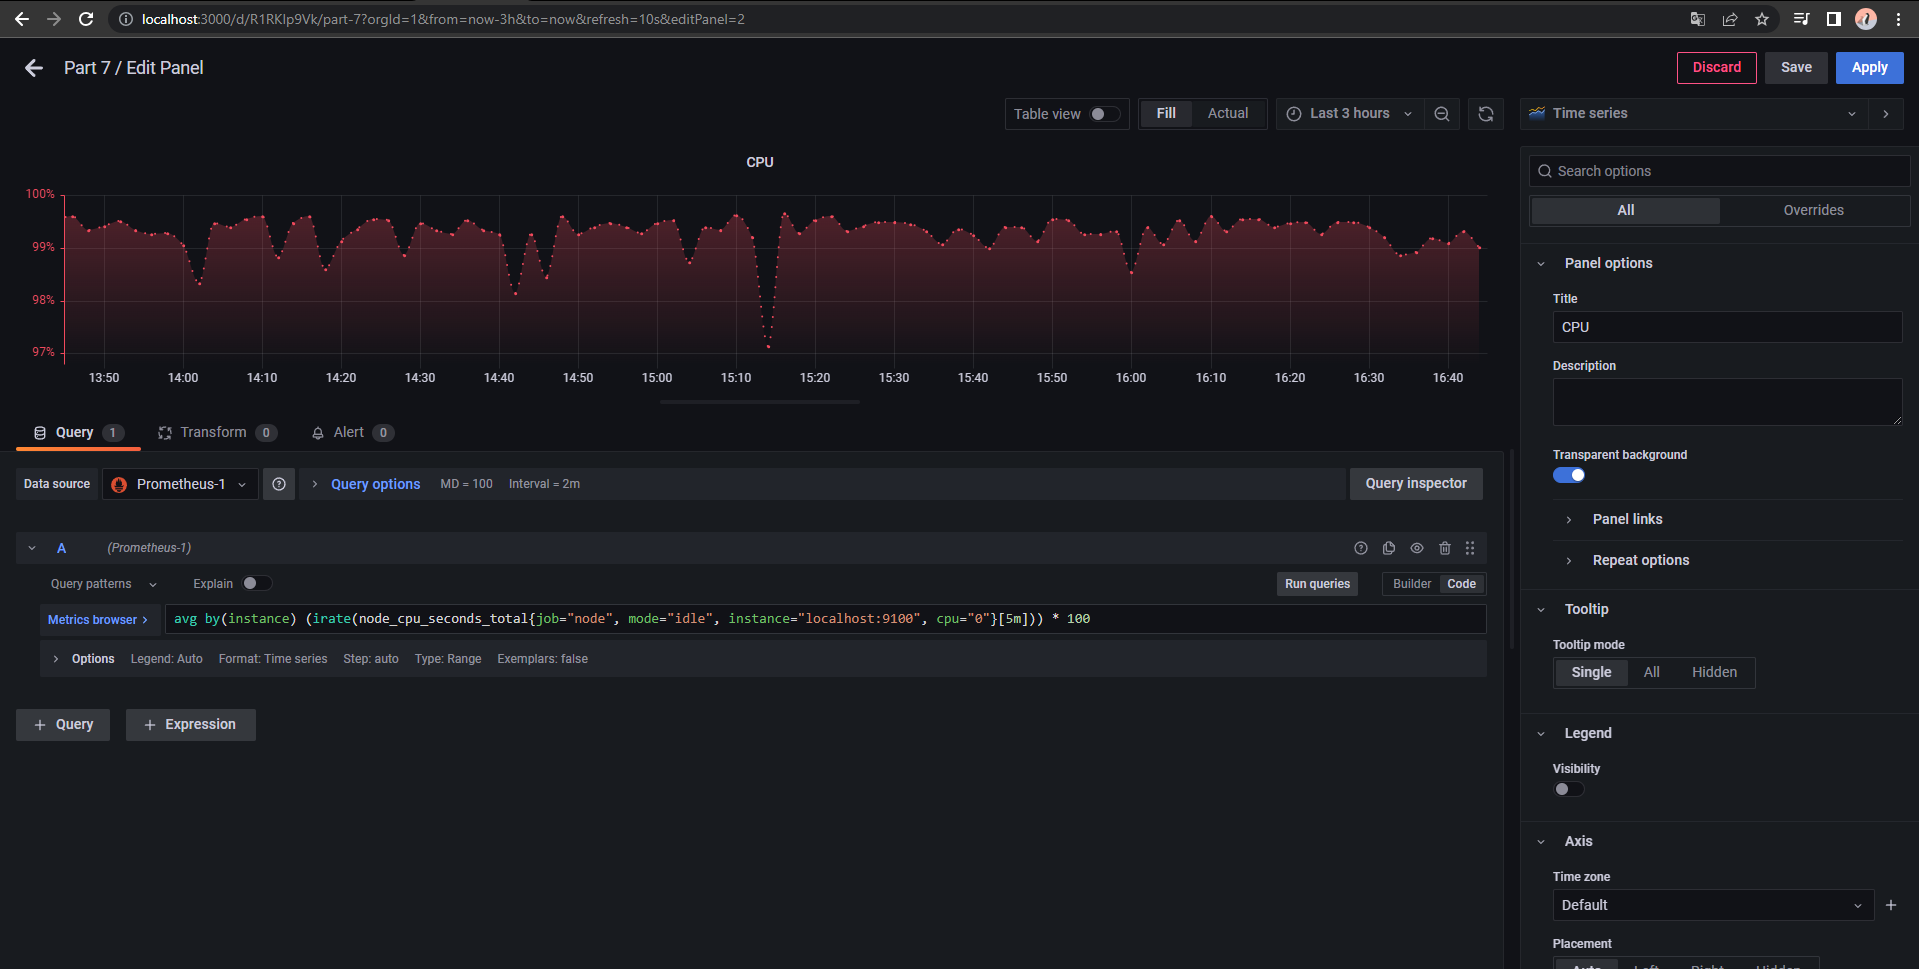 localhost:3000/d/R1RKIp9Vk/part-7?orgId=1&from=now-3h&to=now&refresh=10s&editPanel=2
Part 7 / Edit Panel
Discard
Save
Apply
Table view
Fill
Actual
Last 3 hours
Time series
CPU
Search options
All
Overrides
100%
99%
98%
97%
13:50 14:00 14:10 14:20 14:30 14:40 14:50 15:00 15:10 15:20 15:30 15:40 15:50 16:00 16:10 16:20 16:30 16:40
Panel options
Title
CPU
Description
Transparent background
Panel links
Repeat options
Tooltip
Tooltip mode
Single All Hidden
Legend
Visibility
Axis
Time zone
Default
Placement
Auto Left Right Hidden
Query 1
Transform 0
Alert 0
Data source
Prometheus-1
Query options MD = 100 Interval = 2m
Query inspector
A (Prometheus-1)
Query patterns
Explain
Run queries
Builder Code
Metrics browser >
avg by(instance) (irate(node_cpu_seconds_total{job="node", mode="idle", instance="localhost:9100", cpu="0"}[5m])) * 100
Options Legend: Auto Format: Time series Step: auto Type: Range Exemplars: false
+ Query
+ Expression